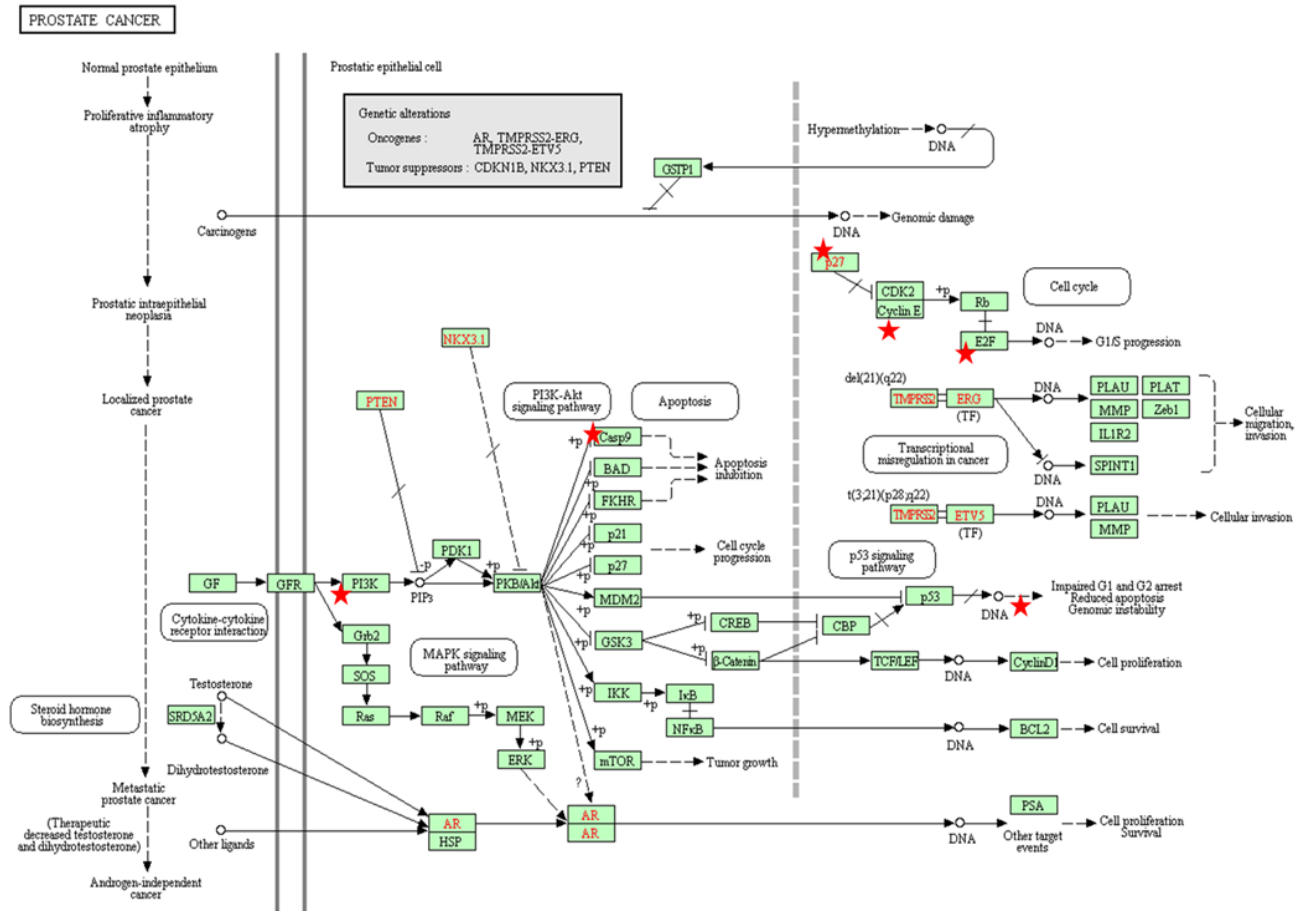 PROSTATE CANCER
Normal prostate epithelium
Proliferative inflammatory
atrophy
Prostatic intraepithelial
neoplasia
Localized prostate
cancer
Metastatic
prostate cancer
(Therapeutic
decreased testosterone
and dihydrotestosterone)
Androgen-independent
cancer
Prostatic epithelial cell
Genetic alterations
Oncogenes : AR, TMPRSS2-ERG,
TMPRSS2-ETV5
Tumor suppressors : CDKN1B, NKX3.1, PTEN
Hypermethylation
DNA
GSTP1
Carcinogens
DNA
Genomic damage
p27
CDK2
Cyclin E
+p
Rb
E2F
Cell cycle
DNA
G1/S progression
NKX3.1
PTEN
PI3K-Akt
signaling pathway
Apoptosis
del(21)(q22)
TMPRSS2
ERG
(TF)
DNA
PLAU
PLAT
MMP
Zeb1
IL1R2
DNA
SPINT1
Cellular
migration,
invasion
Transcriptional
misregulation in cancer
t(3;21)(p28;q22)
TMPRSS2
ETV5
(TF)
DNA
PLAU
MMP
Cellular invasion
+p
Casp9
+p
BAD
+p
FKHR
Apoptosis
inhibition
+p
p21
+p
p27
Cell cycle
progression
+p
MDM2
+p
GSK3
GF
GFR
PI3K
-p
PIP3
PDK1
+p
PKB/Akt
Cytokine-cytokine
receptor interaction
p53 signaling
pathway
p53
DNA
Impaired G1 and G2 arrest
Reduced apoptosis
Genomic instability
+p
CREB
CBP
+p
β-Catenin
TCF/LEF
DNA
CyclinD1
Cell proliferation
Grb2
SOS
MAPK signaling
pathway
Ras
Raf
+p
MEK
+p
ERK
+p
IKK
+p
IκB
NFκB
DNA
BCL2
Cell survival
+p
mTOR
Tumor growth
?
Steroid hormone
biosynthesis
Testosterone
SRD5A2
Dihydrotestosterone
Other ligands
AR
HSP
AR
AR
DNA
PSA
Other target
events
Cell proliferation
Survival